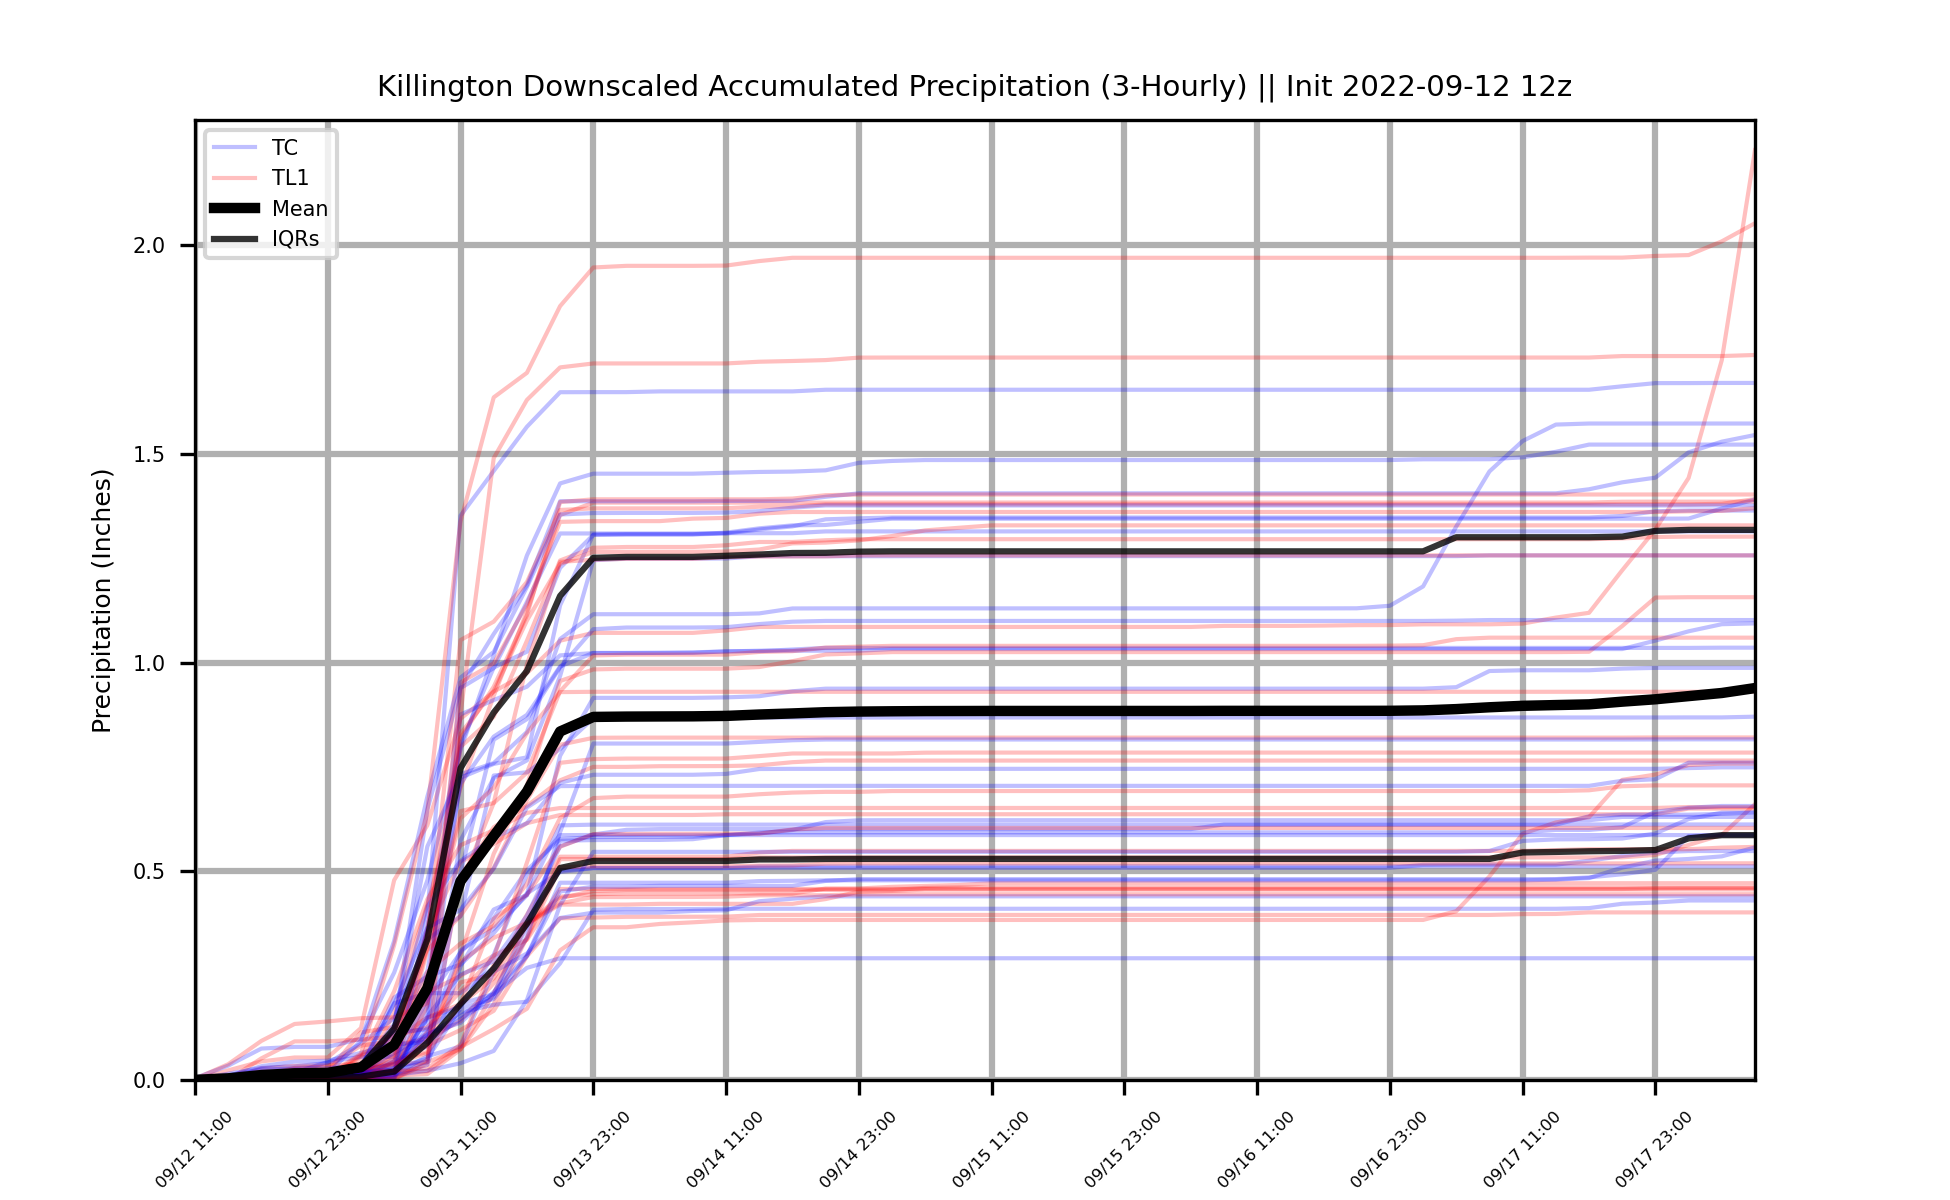 Killington Downscaled Accumulated Precipitation (3-Hourly) || Init 2022-09-12 12z
TC
TL1
Mean
IQRs
Precipitation (Inches)
2.0
1.5
1.0
0.5
0.0
09/12 11:00
09/12 23:00
09/13 11:00
09/13 23:00
09/14 11:00
09/14 23:00
09/15 11:00
09/15 23:00
09/16 11:00
09/16 23:00
09/17 11:00
09/17 23:00